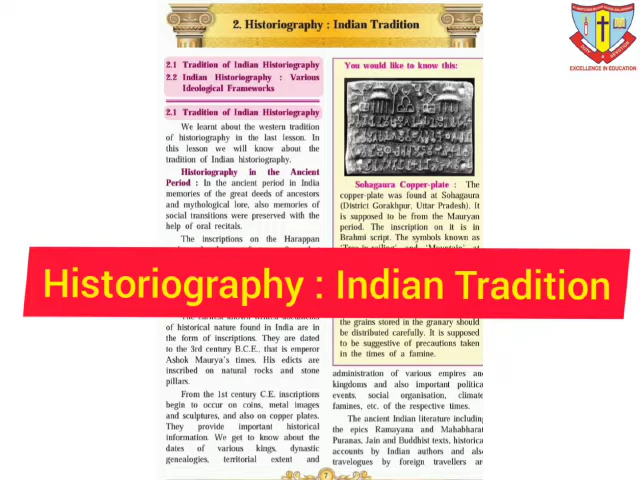 2. Historiography : Indian Tradition
EXCELLENCE IN EDUCATION
2.1 Tradition of Indian Historiography
2.2 Indian Historiography : Various
Ideological Frameworks
2.1 Tradition of Indian Historiography
We learnt about the western tradition
of historiography in the last lesson. In
this lesson we will know about the
tradition of Indian historiography.
Historiography in the Ancient
Period : In the ancient period in India
memories of the great deeds of ancestors
and mythological lore, also memories of
social transitions were preserved with the
help of oral recitals.
The inscriptions on the Harappan
Historiography : Indian Tradition
of historical nature found in India are in
the form of inscriptions. They are dated
to the 3rd century B.C.E., that is emperor
Ashok Maurya's times. His edicts are
inscribed on natural rocks and stone
pillars.
From the 1st century C.E. inscriptions
begin to occur on coins, metal images
and sculptures, and also on copper plates.
They provide important historical
information. We get to know about the
dates of various kings, dynastic
genealogies, territorial extent and
You would like to know this:
Sohagaura Copper-plate : The
copper-plate was found at Sohagaura
(District Gorakhpur, Uttar Pradesh). It
is supposed to be from the Mauryan
period. The inscription on it is in
Brahmi script. The symbols known as
the grains stored in the granary should
be distributed carefully. It is supposed
to be suggestive of precautions taken
in the times of a famine.
administration of various empires and
kingdoms and also important political
events, social organisation, climate
famines, etc. of the respective times.
The ancient Indian literature including
the epics Ramayana and Mahabharat
Puranas, Jain and Buddhist texts, historica
accounts by Indian authors and also
travelogues by foreign travellers ar
7